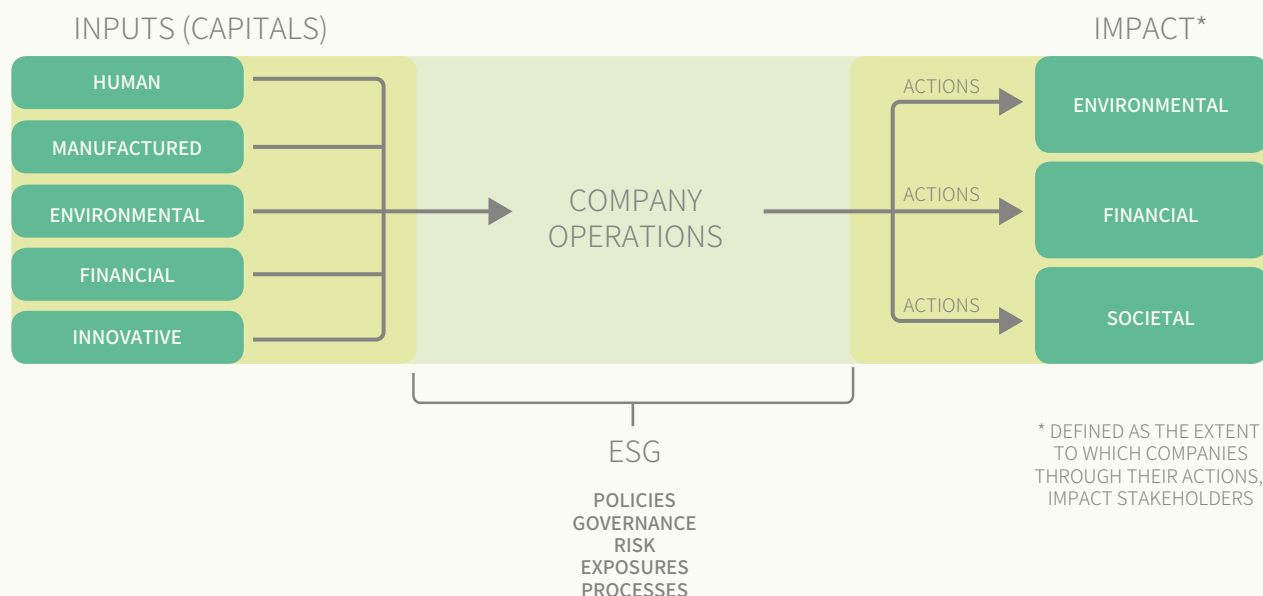 INPUTS (CAPITALS)
HUMAN
MANUFACTURED
ENVIRONMENTAL
FINANCIAL
INNOVATIVE
COMPANY
OPERATIONS
IMPACT*
ACTIONS
ENVIRONMENTAL
ACTIONS
FINANCIAL
ACTIONS
SOCIETAL
ESG
POLICIES
GOVERNANCE
RISK
EXPOSURES
PROCESSES
* DEFINED AS THE EXTENT
TO WHICH COMPANIES
THROUGH THEIR ACTIONS,
IMPACT STAKEHOLDERS